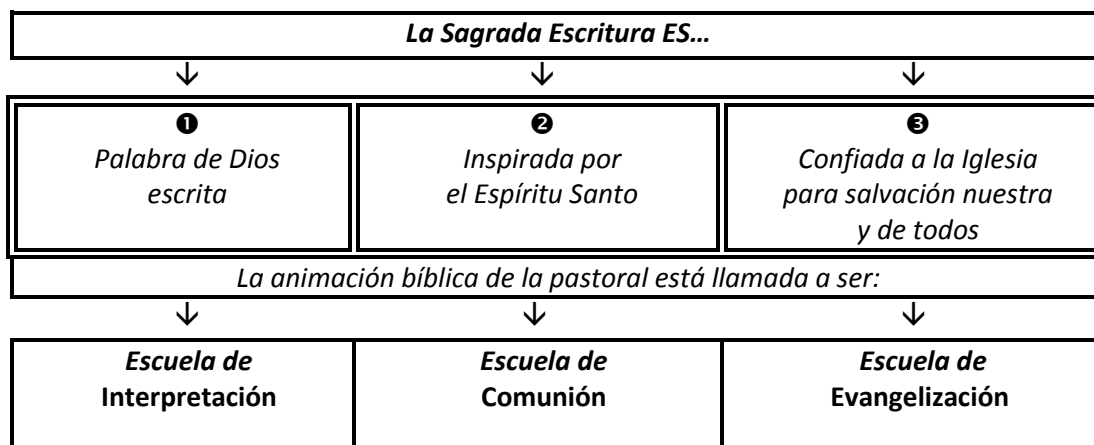 La Sagrada Escritura ES…
↓ ↓ ↓
❶
Palabra de Dios
escrita
❷
Inspirada por
el Espíritu Santo
❸
Confiada a la Iglesia
para salvación nuestra
y de todos
La animación bíblica de la pastoral está llamada a ser:
↓ ↓ ↓
Escuela de
Interpretación
Escuela de
Comunión
Escuela de
Evangelización